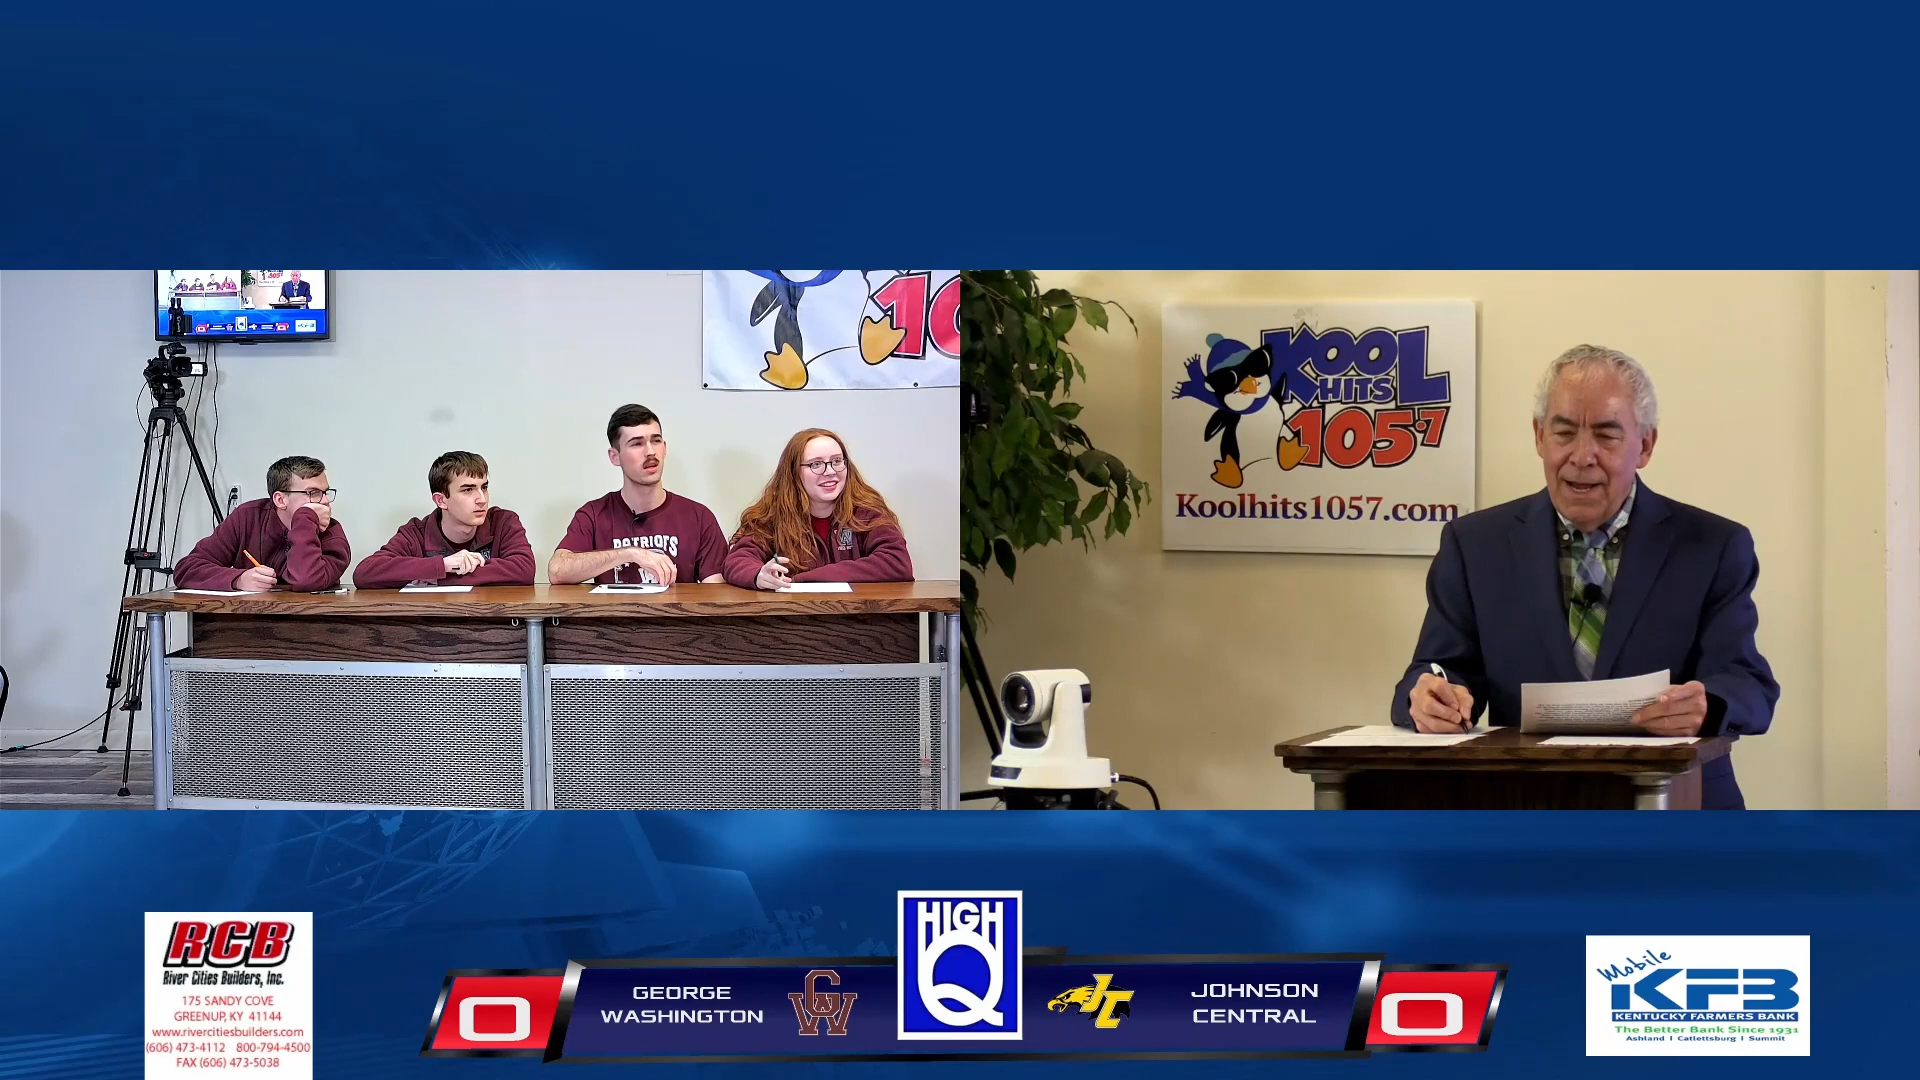 10
KOOL
HITS
105.7
Koolhits1057.com
PATRIOTS
HIGH
Q
RCB
River Cities Builders, Inc.
175 SANDY COVE
GREENUP, KY 41144
www.rivercitiesbuilders.com
(606) 473-4112 800-794-4500
FAX (606) 473-5038
0
GEORGE
WASHINGTON
GW
JC
JOHNSON
CENTRAL
0
Mobile
KFB
KENTUCKY FARMERS BANK
The Better Bank Since 1931
Ashland | Catlettsburg | Summit